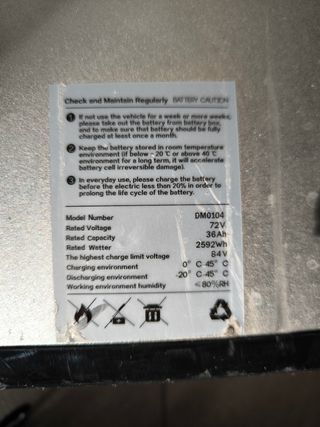 Check and Maintain Regularly BATTERY CAUTION
1 If not use the vehicle for a week or more weeks,
please take out the battery from battery box,
and to make sure that battery should be fully
charged at least once a month.
2 Keep the battery stored in room temperature
environment (if below - 20 °C or above 40 °C
environment for a long term, it will accelerate
battery cell irreversible damage).
3 In everyday use, please charge the battery
before the electric less than 20% in order to
prolong the life cycle of the battery.
Model Number DM0104
Rated Voltage 72V
Rated Capacity 36Ah
Rated Wetter 2592Wh
The highest charge limit voltage 84V
Charging environment 0° C-45° C
Discharging environment -20° C-45° C
Working environment humidity ≤80%RH